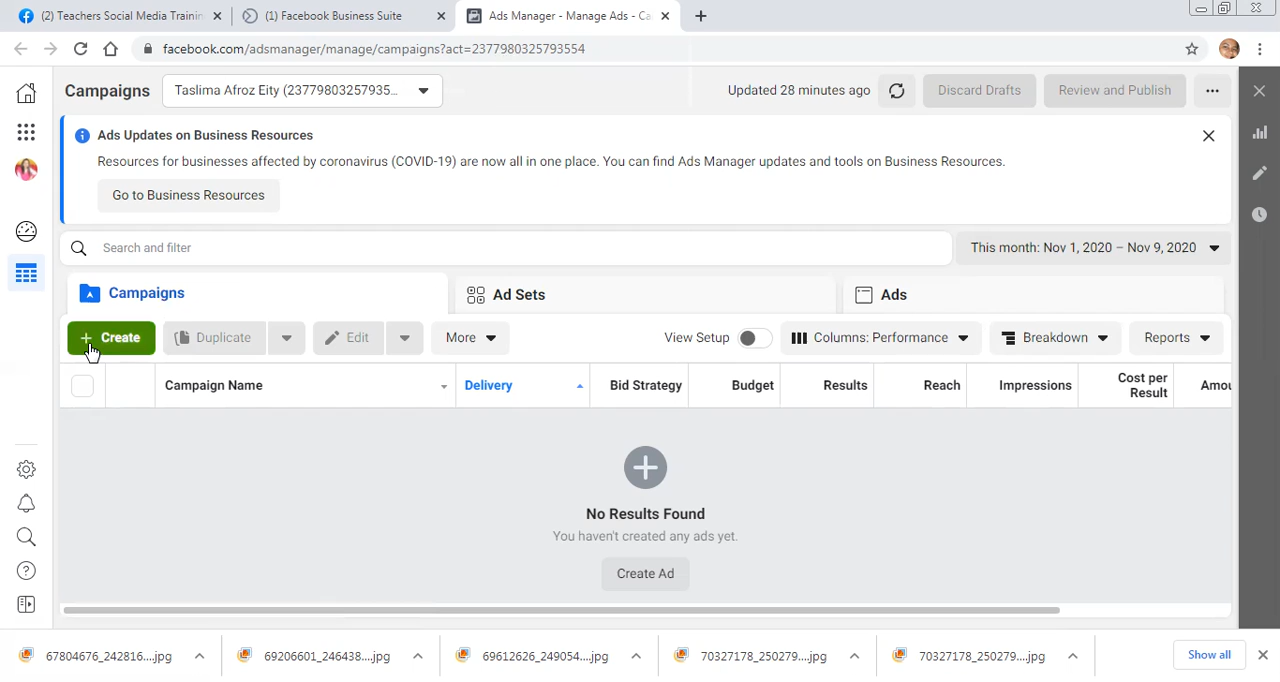 (2) Teachers Social Media Trainin
(1) Facebook Business Suite
Ads Manager - Manage Ads - Ca
facebook.com/adsmanager/manage/campaigns?act=2377980325793554
Campaigns
Taslima Afroz Eity (23779803257935...
Updated 28 minutes ago
Discard Drafts
Review and Publish
Ads Updates on Business Resources
Resources for businesses affected by coronavirus (COVID-19) are now all in one place. You can find Ads Manager updates and tools on Business Resources.
Go to Business Resources
Search and filter
This month: Nov 1, 2020 – Nov 9, 2020
Campaigns
Ad Sets
Ads
+ Create
Duplicate
Edit
More
View Setup
Columns: Performance
Breakdown
Reports
Campaign Name
Delivery
Bid Strategy
Budget
Results
Reach
Impressions
Cost per
Result
Amou
No Results Found
You haven't created any ads yet.
Create Ad
67804676_242816....jpg
69206601_246438....jpg
69612626_249054....jpg
70327178_250279....jpg
70327178_250279....jpg
Show all